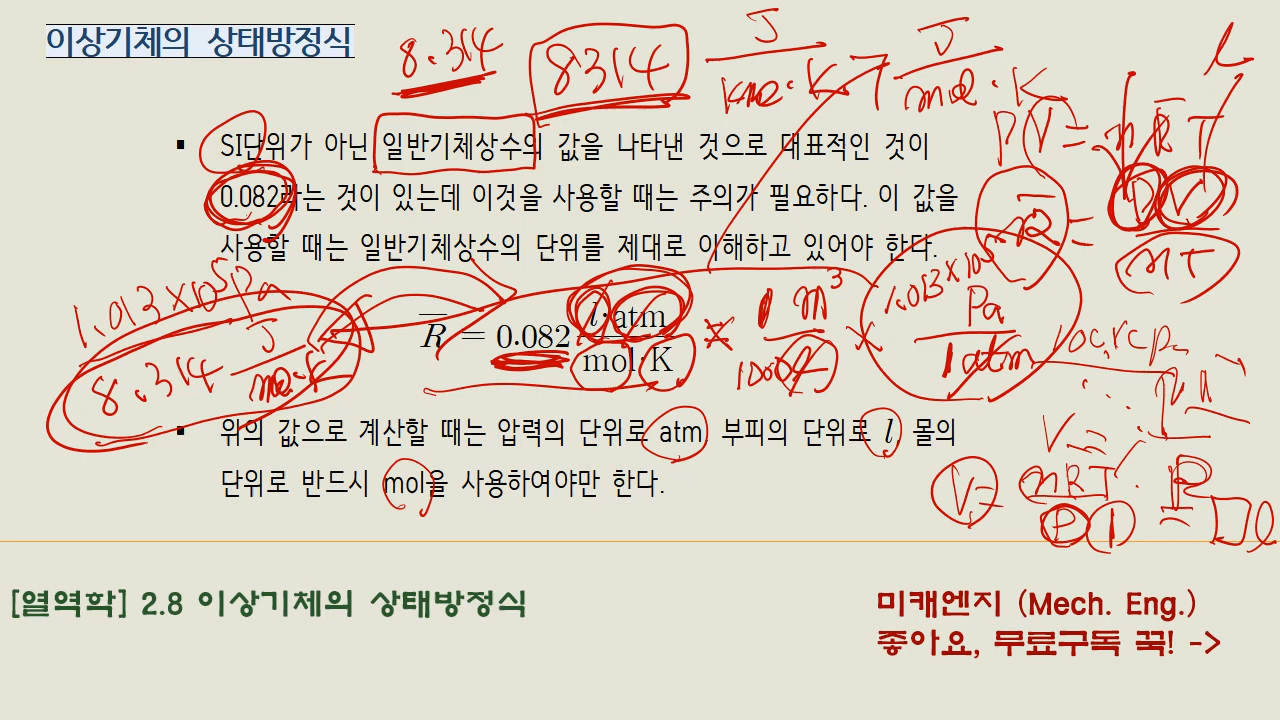 이상기체의 상태방정식
8.314 8314 J/kmol·K J/mol·K
PV = nR̅T
R̅ = PV/nT
▪ SI단위가 아닌 일반기체상수의 값을 나타낸 것으로 대표적인 것이
0.082라는 것이 있는데 이것을 사용할 때는 주의가 필요하다. 이 값을
사용할 때는 일반기체상수의 단위를 제대로 이해하고 있어야 한다.
1.013×10⁵Pa
R̅ = 0.082 l·atm/mol·K × 1 m³/1000 l × 1.013×10⁵ Pa/1 atm
8.314 J/mol·K
▪ 위의 값으로 계산할 때는 압력의 단위로 atm, 부피의 단위로 l, 몰의
단위로 반드시 mol을 사용하여야만 한다.
V = nRT
P
[열역학] 2.8 이상기체의 상태방정식
미캐엔지 (Mech. Eng.)
좋아요, 무료구독 꾹! ->